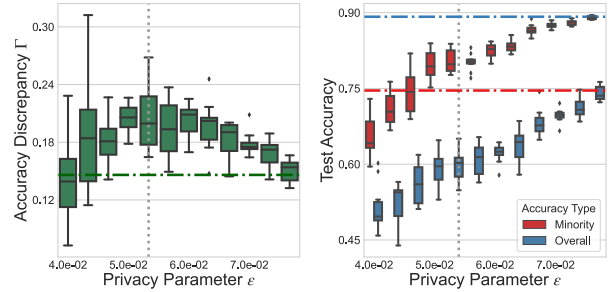 Accuracy Discrepancy Γ
0.30
0.24
0.18
0.12
4.0e-02
5.0e-02
6.0e-02
7.0e-02
Privacy Parameter ε
Test Accuracy
0.90
0.75
0.60
0.45
Accuracy Type
Minority
Overall
4.0e-02
5.0e-02
6.0e-02
7.0e-02
Privacy Parameter ε